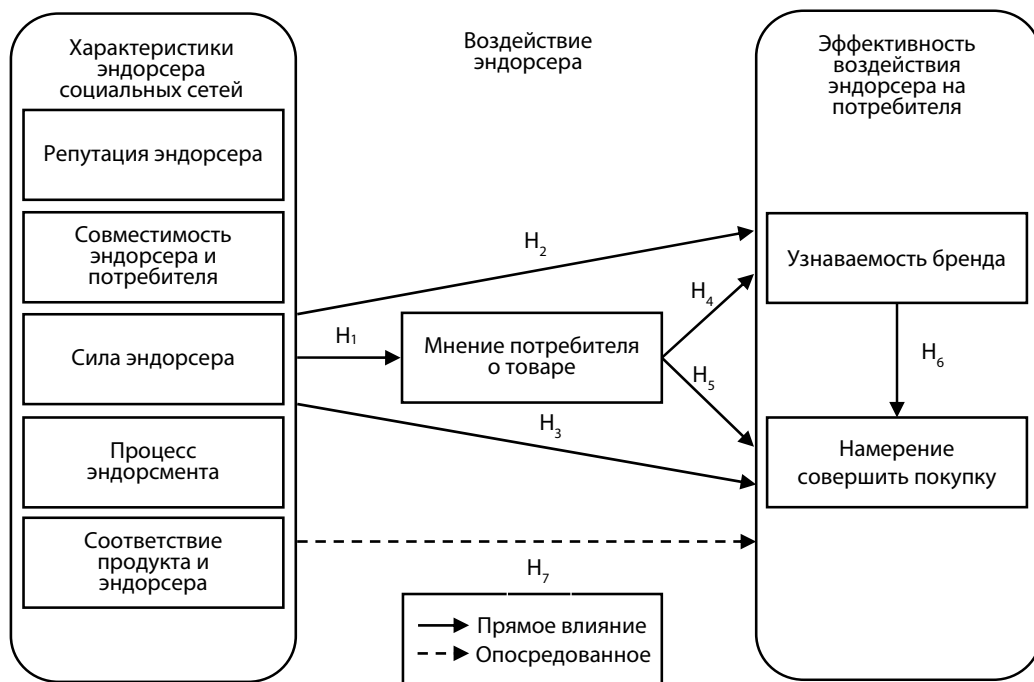 Характеристики
эндорсера
социальных сетей
Репутация эндорсера
Совместимость
эндорсера и
потребителя
Сила эндорсера
Процесс
эндорсмента
Соответствие
продукта и
эндорсера
Воздействие
эндорсера
H2
H1
Мнение потребителя
о товаре
H4
H5
H3
H7
Прямое влияние
Опосредованное
Эффективность
воздействия
эндорсера на
потребителя
Узнаваемость бренда
H6
Намерение
совершить покупку